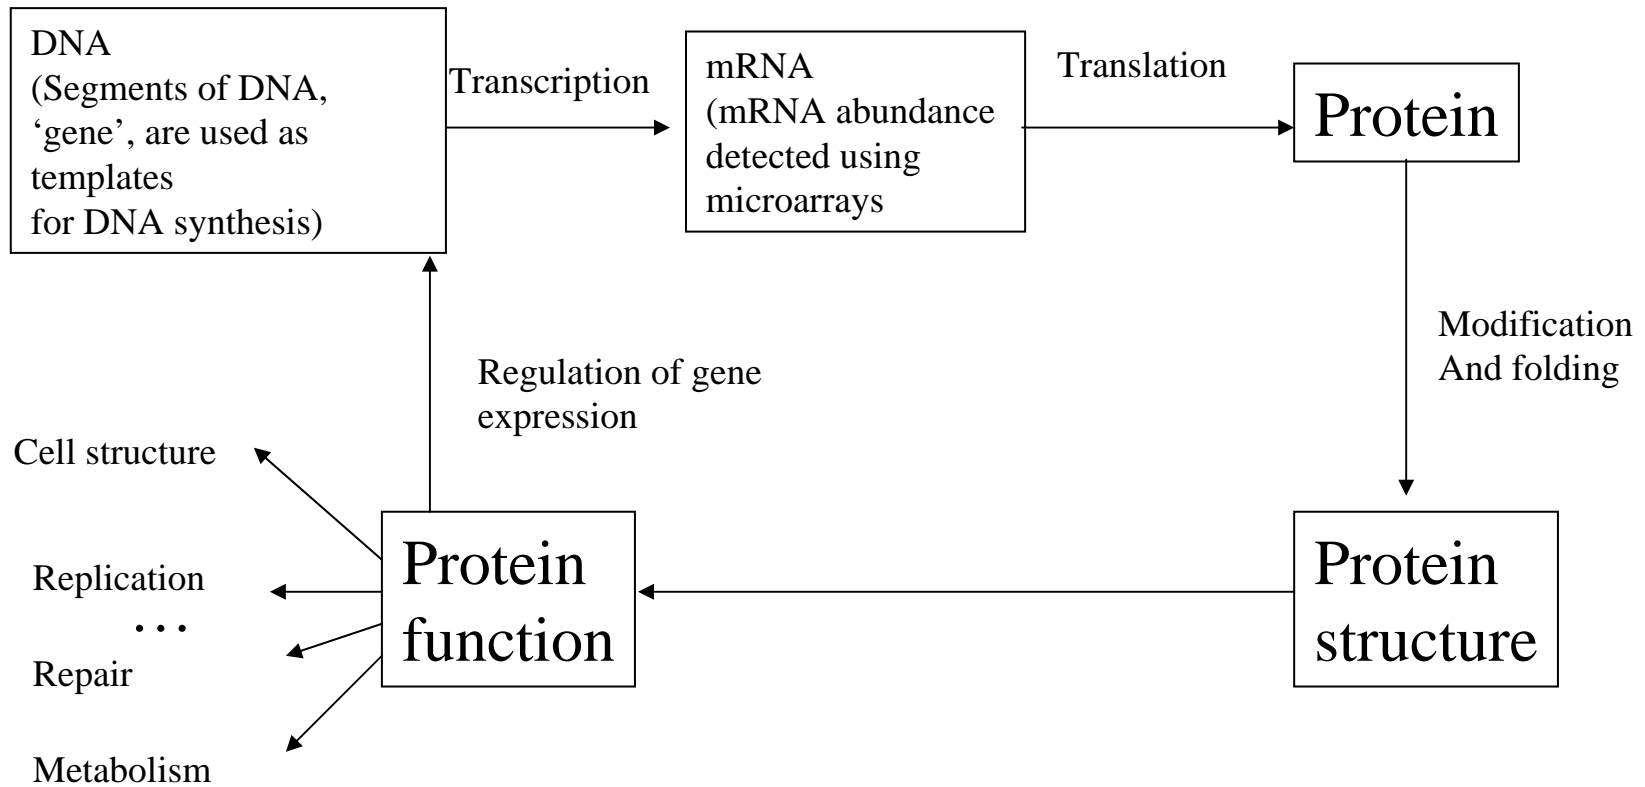 DNA
(Segments of DNA,
‘gene’, are used as
templates
for DNA synthesis)
Transcription
mRNA
(mRNA abundance
detected using
microarrays
Translation
Protein
Modification
And folding
Regulation of gene
expression
Cell structure
Replication
...
Repair
Metabolism
Protein
function
Protein
structure